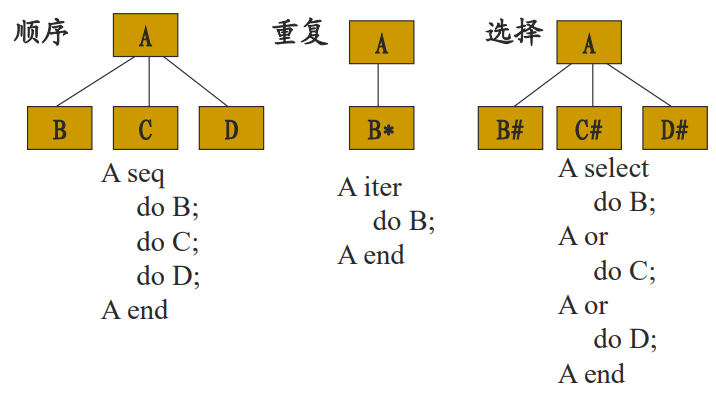 顺序
A
B
C
D
A seq
do B;
do C;
do D;
A end
重复
A
B*
A iter
do B;
A end
选择
A
B#
C#
D#
A select
do B;
A or
do C;
A or
do D;
A end